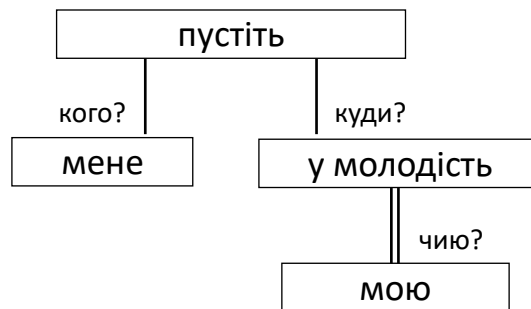 пустіть
кого?
куди?
мене
у молодість
чию?
мою